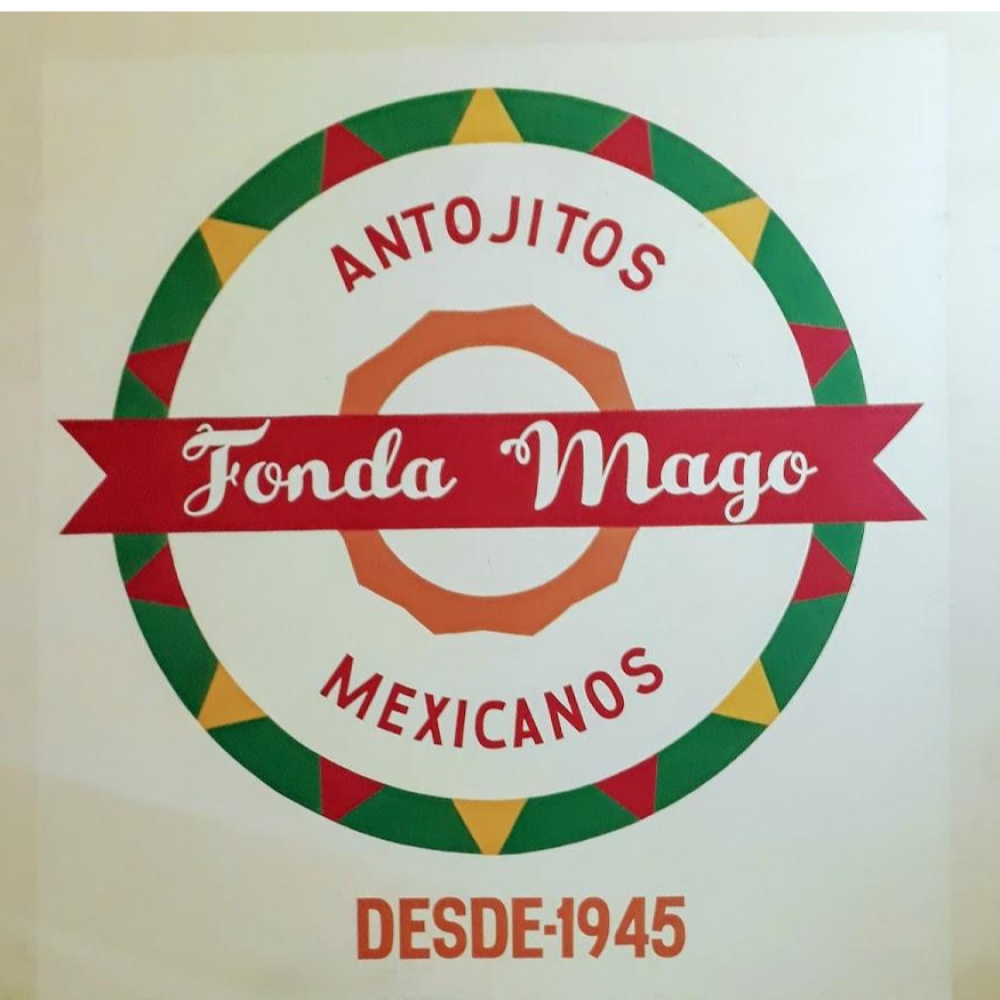 ANTOJITOS
Fonda Mago
MEXICANOS
DESDE-1945